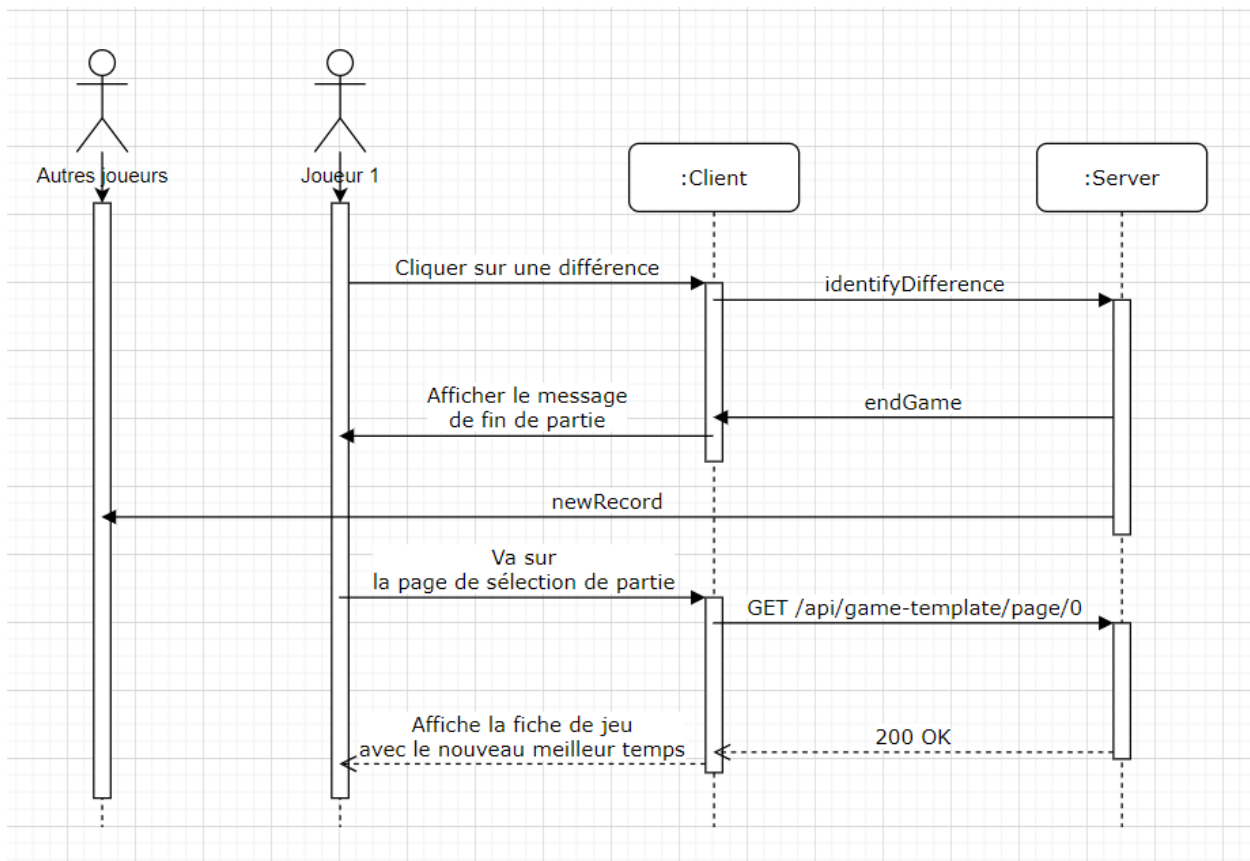 Autres joueurs
Joueur 1
:Client
:Server
Cliquer sur une différence
identifyDifference
Afficher le message
de fin de partie
endGame
newRecord
Va sur
la page de sélection de partie
GET /api/game-template/page/0
Affiche la fiche de jeu
avec le nouveau meilleur temps
200 OK